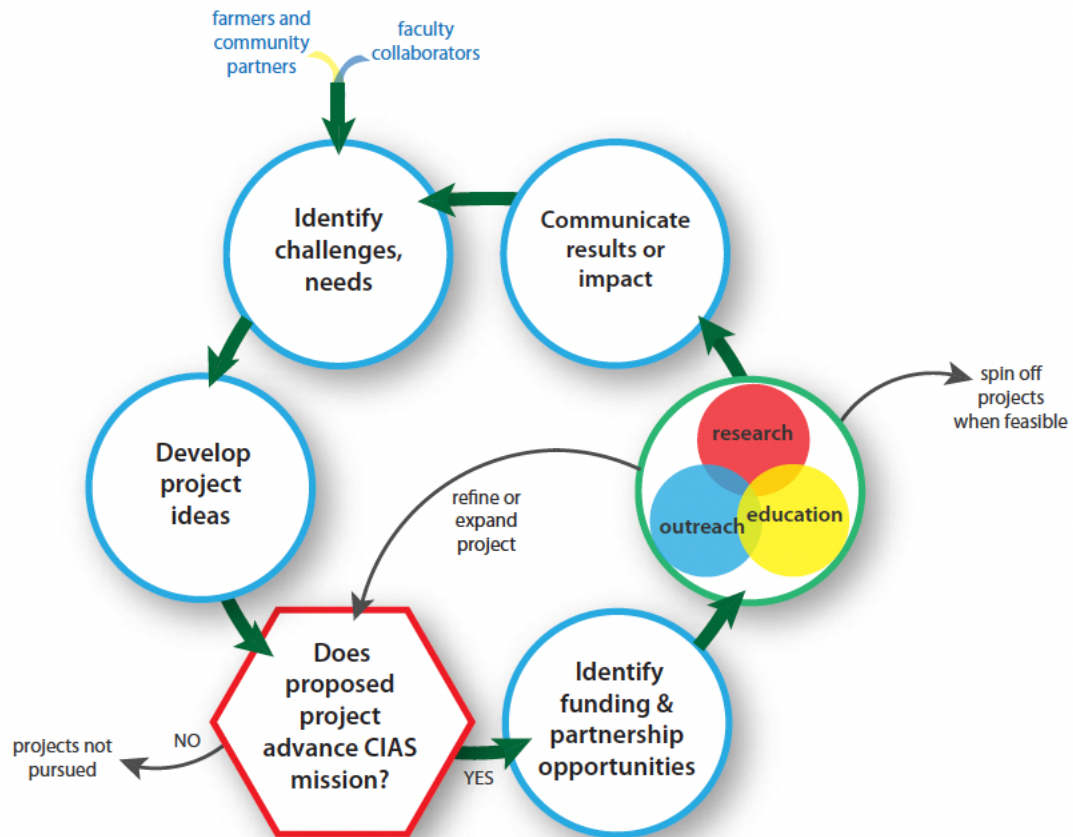 farmers and
community
partners
faculty
collaborators
Identify
challenges,
needs
Communicate
results or
impact
Develop
project
ideas
refine or
expand
project
research
outreach
education
spin off
projects
when feasible
Does
proposed
project
advance CIAS
mission?
NO
projects not
pursued
YES
Identify
funding &
partnership
opportunities